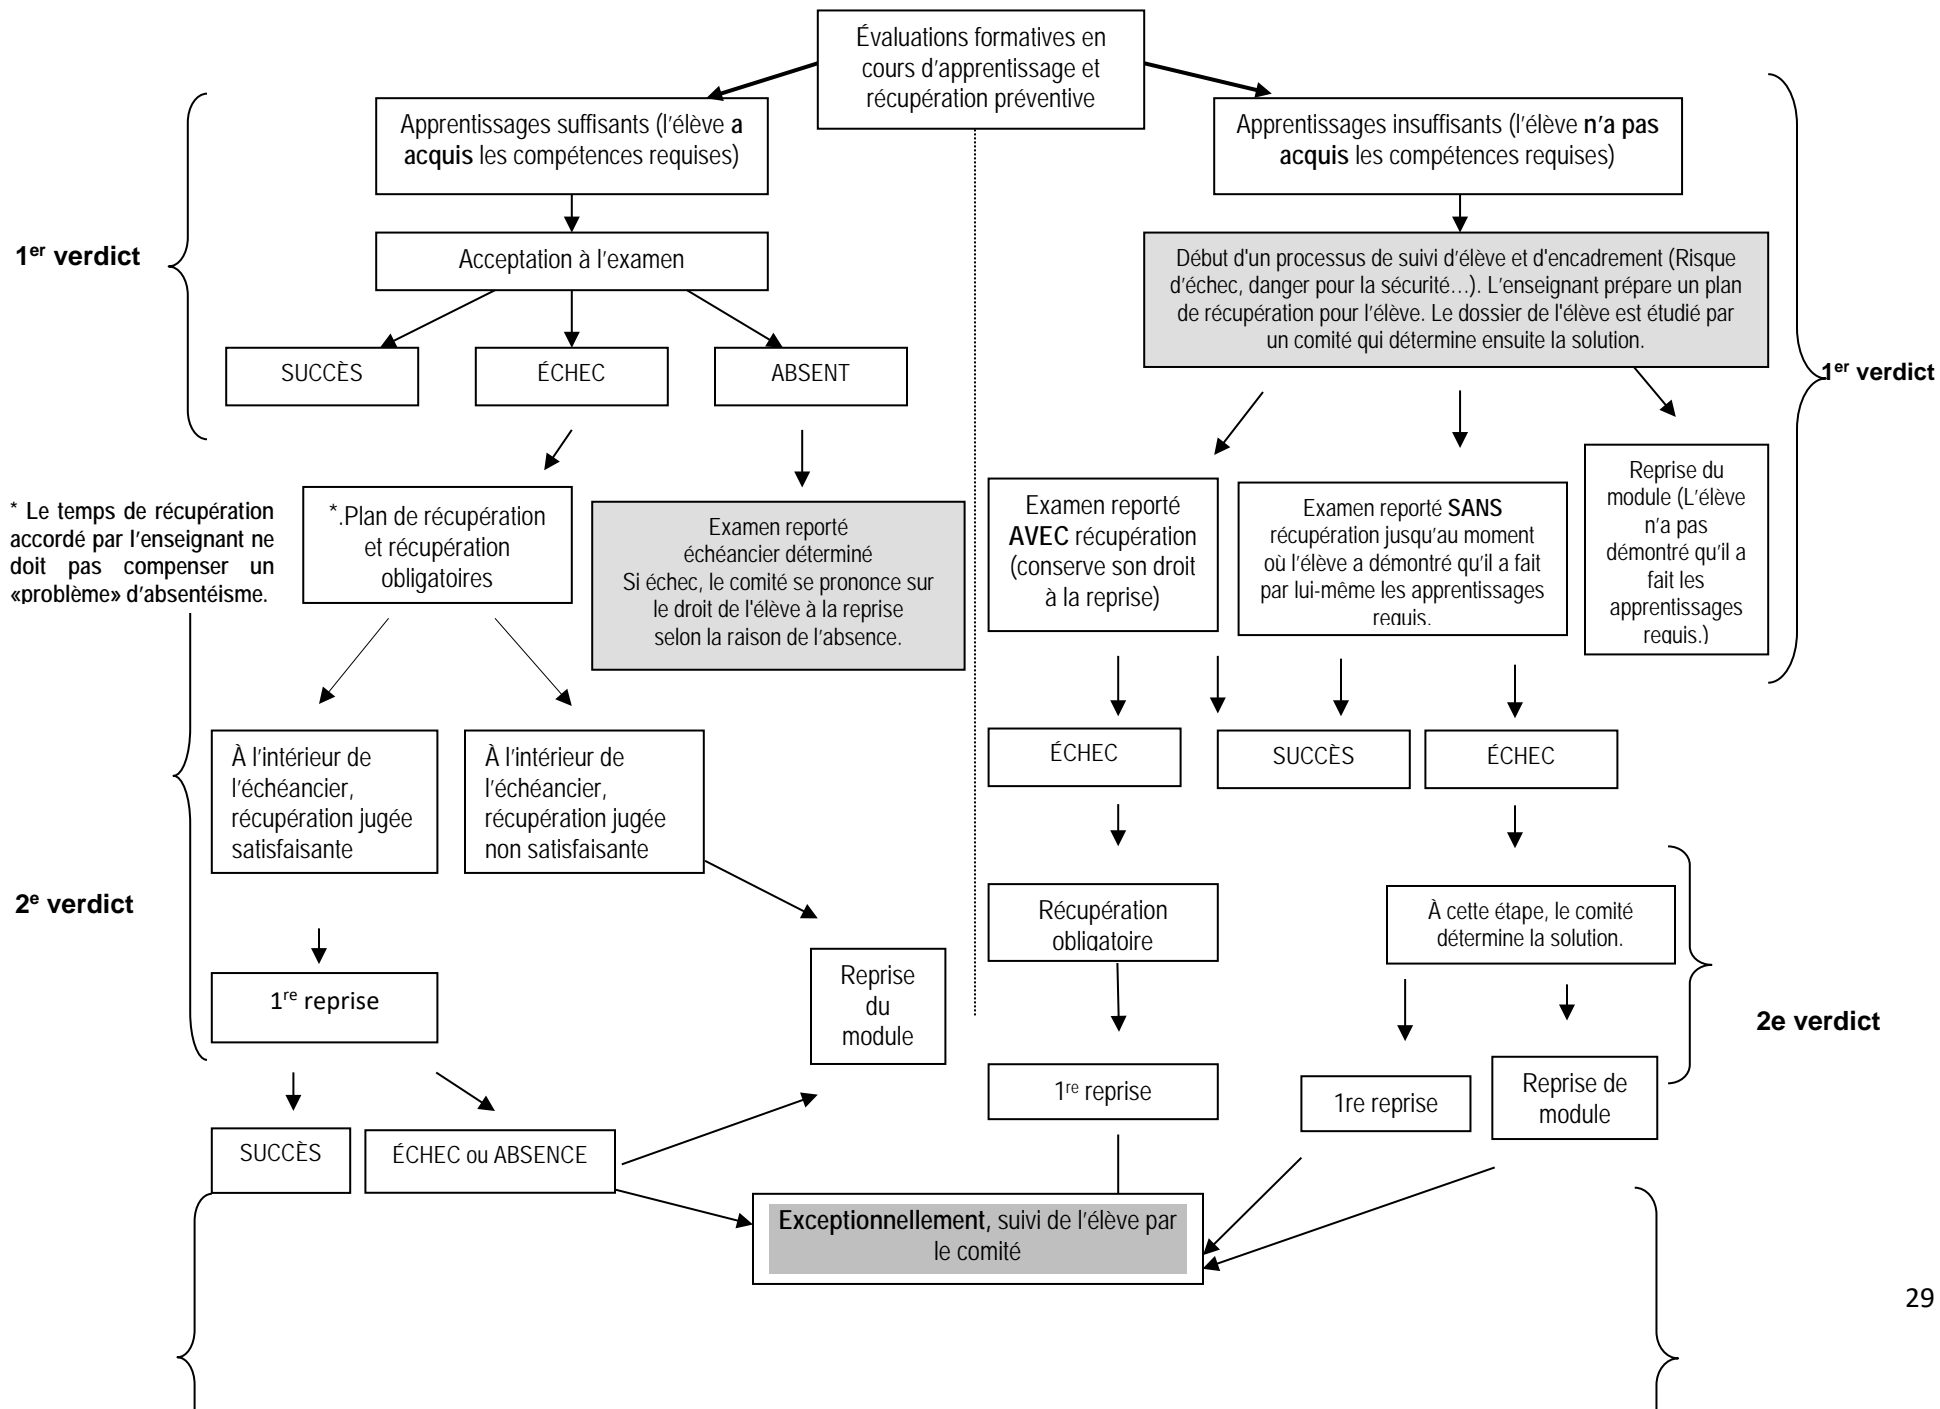 Évaluations formatives en
cours d'apprentissage et
récupération préventive
Apprentissages suffisants (l'élève a
acquis les compétences requises)
Apprentissages insuffisants (l'élève n'a pas
acquis les compétences requises)
1er verdict
Acceptation à l'examen
Début d'un processus de suivi d'élève et d'encadrement (Risque
d'échec, danger pour la sécurité…). L'enseignant prépare un plan
de récupération pour l'élève. Le dossier de l'élève est étudié par
un comité qui détermine ensuite la solution.
SUCCÈS
ÉCHEC
ABSENT
1er verdict
* Le temps de récupération
accordé par l'enseignant ne
doit pas compenser un
«problème» d'absentéisme.
*.Plan de récupération
et récupération
obligatoires
Examen reporté
échéancier déterminé
Si échec, le comité se prononce sur
le droit de l'élève à la reprise
selon la raison de l'absence.
Examen reporté
AVEC récupération
(conserve son droit
à la reprise)
Examen reporté SANS
récupération jusqu'au moment
où l'élève a démontré qu'il a fait
par lui-même les apprentissages
requis.
Reprise du
module (L'élève
n'a pas
démontré qu'il a
fait les
apprentissages
requis.)
À l'intérieur de
l'échéancier,
récupération jugée
satisfaisante
À l'intérieur de
l'échéancier,
récupération jugée
non satisfaisante
ÉCHEC
SUCCÈS
ÉCHEC
2e verdict
Récupération
obligatoire
À cette étape, le comité
détermine la solution.
1re reprise
Reprise
du
module
2e verdict
1re reprise
1re reprise
Reprise de
module
SUCCÈS
ÉCHEC ou ABSENCE
Exceptionnellement, suivi de l'élève par
le comité
29